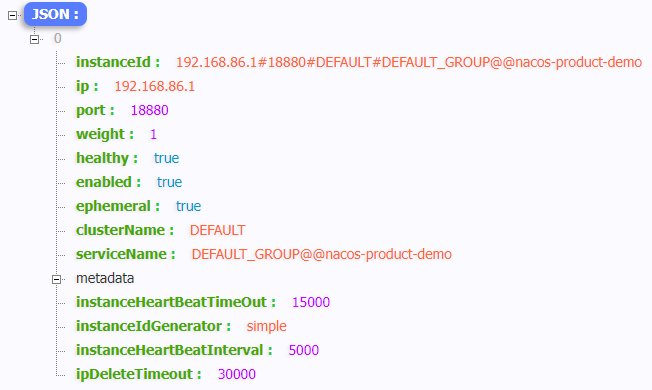 JSON :
0
instanceId : 192.168.86.1#18880#DEFAULT#DEFAULT_GROUP@@nacos-product-demo
ip : 192.168.86.1
port : 18880
weight : 1
healthy : true
enabled : true
ephemeral : true
clusterName : DEFAULT
serviceName : DEFAULT_GROUP@@nacos-product-demo
metadata
instanceHeartBeatTimeOut : 15000
instanceIdGenerator : simple
instanceHeartBeatInterval : 5000
ipDeleteTimeout : 30000